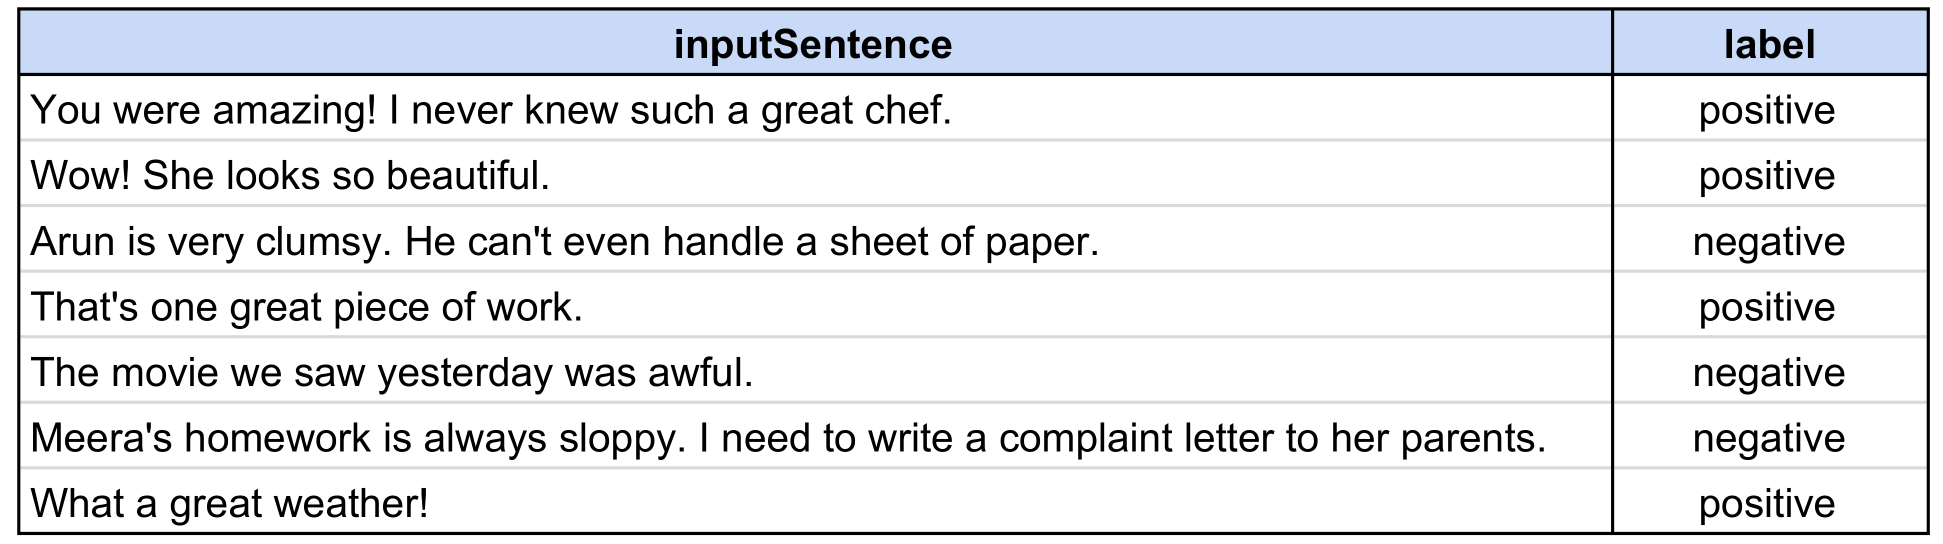 inputSentence label
You were amazing! I never knew such a great chef. positive
Wow! She looks so beautiful. positive
Arun is very clumsy. He can't even handle a sheet of paper. negative
That's one great piece of work. positive
The movie we saw yesterday was awful. negative
Meera's homework is always sloppy. I need to write a complaint letter to her parents. negative
What a great weather! positive